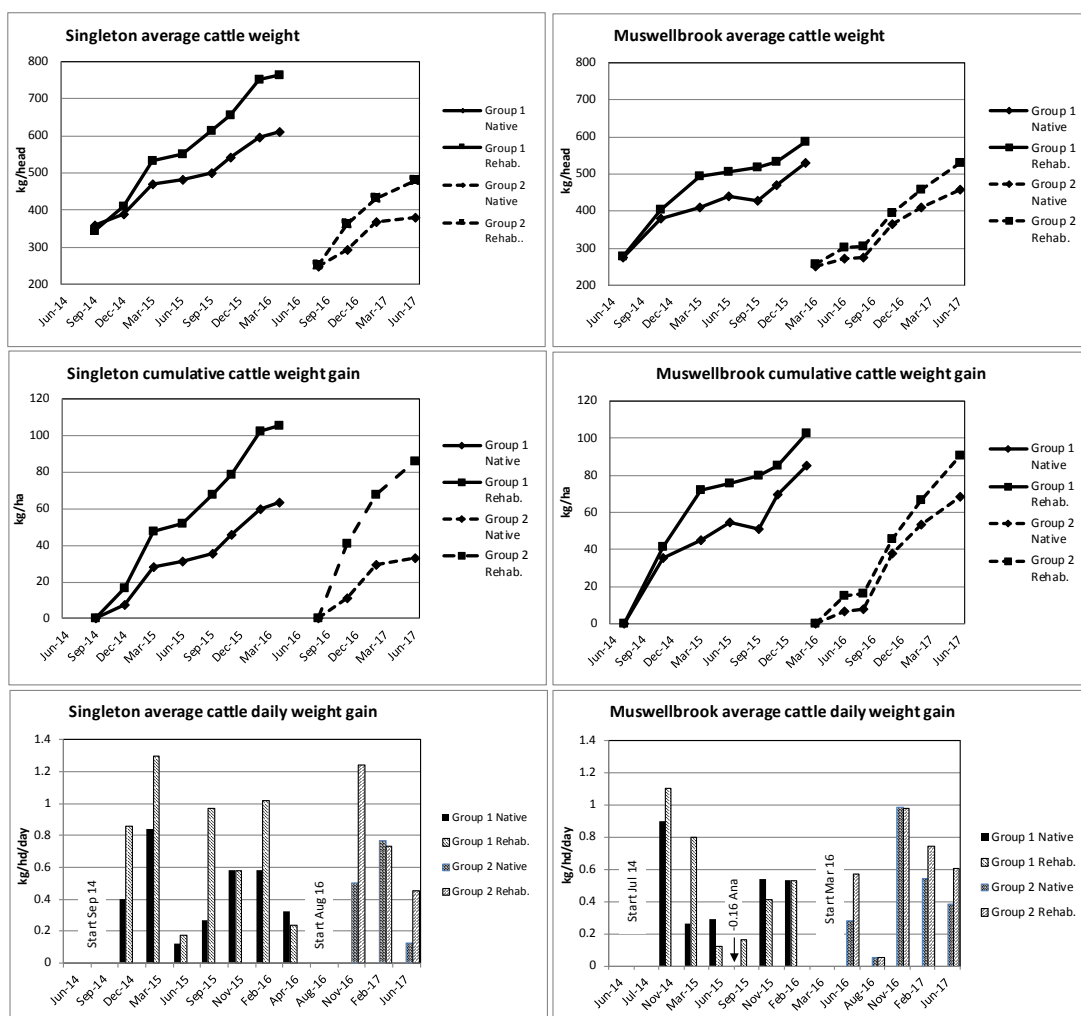 Singleton average cattle weight
kg/head
800
700
600
500
400
300
200
Jun-14 Sep-14 Dec-14 Mar-15 Jun-15 Sep-15 Dec-15 Mar-16 Jun-16 Sep-16 Dec-16 Mar-17 Jun-17
Group 1
Native
Group 1
Rehab.
Group 2
Native
Group 2
Rehab..
Muswellbrook average cattle weight
kg/head
800
700
600
500
400
300
200
Jun-14 Sep-14 Dec-14 Mar-15 Jun-15 Sep-15 Dec-15 Mar-16 Jun-16 Sep-16 Dec-16 Mar-17 Jun-17
Group 1
Native
Group 1
Rehab.
Group 2
Native
Group 2
Rehab.
Singleton cumulative cattle weight gain
kg/ha
120
100
80
60
40
20
0
Jun-14 Sep-14 Dec-14 Mar-15 Jun-15 Sep-15 Dec-15 Mar-16 Jun-16 Sep-16 Dec-16 Mar-17 Jun-17
Group 1
Native
Group 1
Rehab.
Group 2
Native
Group 2
Rehab.
Muswellbrook cumulative cattle weight gain
kg/ha
120
100
80
60
40
20
0
Jun-14 Sep-14 Dec-14 Mar-15 Jun-15 Sep-15 Dec-15 Mar-16 Jun-16 Sep-16 Dec-16 Mar-17 Jun-17
Group 1
Native
Group 1
Rehab.
Group 2
Native
Group 2
Rehab.
Singleton average cattle daily weight gain
kg/hd/day
1.4
1.2
1
0.8
0.6
0.4
0.2
0
Start Sep 14
Start Aug 16
Jun-14 Sep-14 Dec-14 Mar-15 Jun-15 Sep-15 Nov-15 Feb-16 Apr-16 Aug-16 Nov-16 Feb-17 Jun-17
Group 1 Native
Group 1 Rehab.
Group 2 Native
Group 2 Rehab.
Muswellbrook average cattle daily weight gain
kg/hd/day
1.4
1.2
1
0.8
0.6
0.4
0.2
0
Start Jul 14
-0.16 Ana
Start Mar 16
Jun-14 Jul-14 Nov-14 Mar-15 Jun-15 Sep-15 Nov-15 Feb-16 Mar-16 Jun-16 Aug-16 Nov-16 Feb-17 Jun-17
Group 1 Native
Group 1 Rehab.
Group 2 Native
Group 2 Rehab.